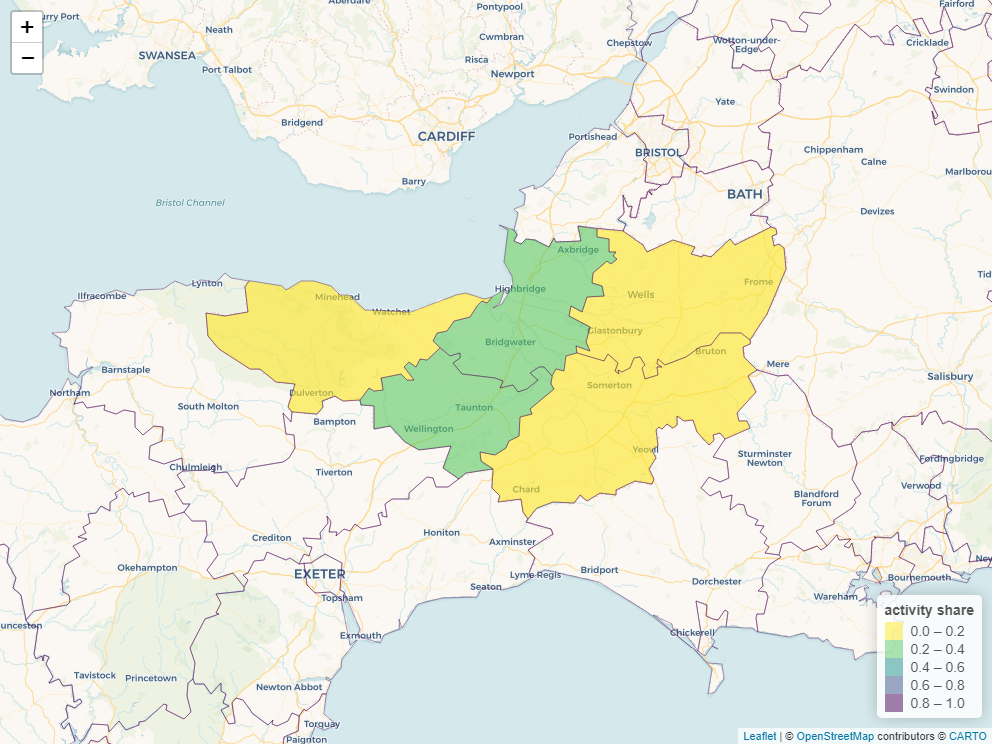 Aberdare
Pontypool
Fairford
Neath
Cwmbran
Chepstow
Wotton-under-
Edge
Cricklade
SWANSEA
Port Talbot
Risca
Newport
Swindon
Yate
Bridgend
CARDIFF
Portishead
BRISTOL
Chippenham
Calne
Barry
BATH
Bristol Channel
Devizes
Axbridge
Lynton
Ilfracombe
Minehead
Watchet
Highbridge
Wells
Frome
Glastonbury
Bridgwater
Bruton
Mere
Barnstaple
Northam
South Molton
Dulverton
Bampton
Taunton
Wellington
Somerton
Salisbury
Yeovil
Sturminster
Newton
Fordingbridge
Chulmleigh
Tiverton
Chard
Verwood
Blandford
Forum
Crediton
Honiton
Axminster
Okehampton
EXETER
Topsham
Seaton
Lyme Regis
Bridport
Dorchester
Bournemouth
Wareham
Exmouth
Chickerell
Tavistock
Princetown
Newton Abbot
Torquay
Paignton
+
−
activity share
0.0 – 0.2
0.2 – 0.4
0.4 – 0.6
0.6 – 0.8
0.8 – 1.0
Leaflet | © OpenStreetMap contributors © CARTO